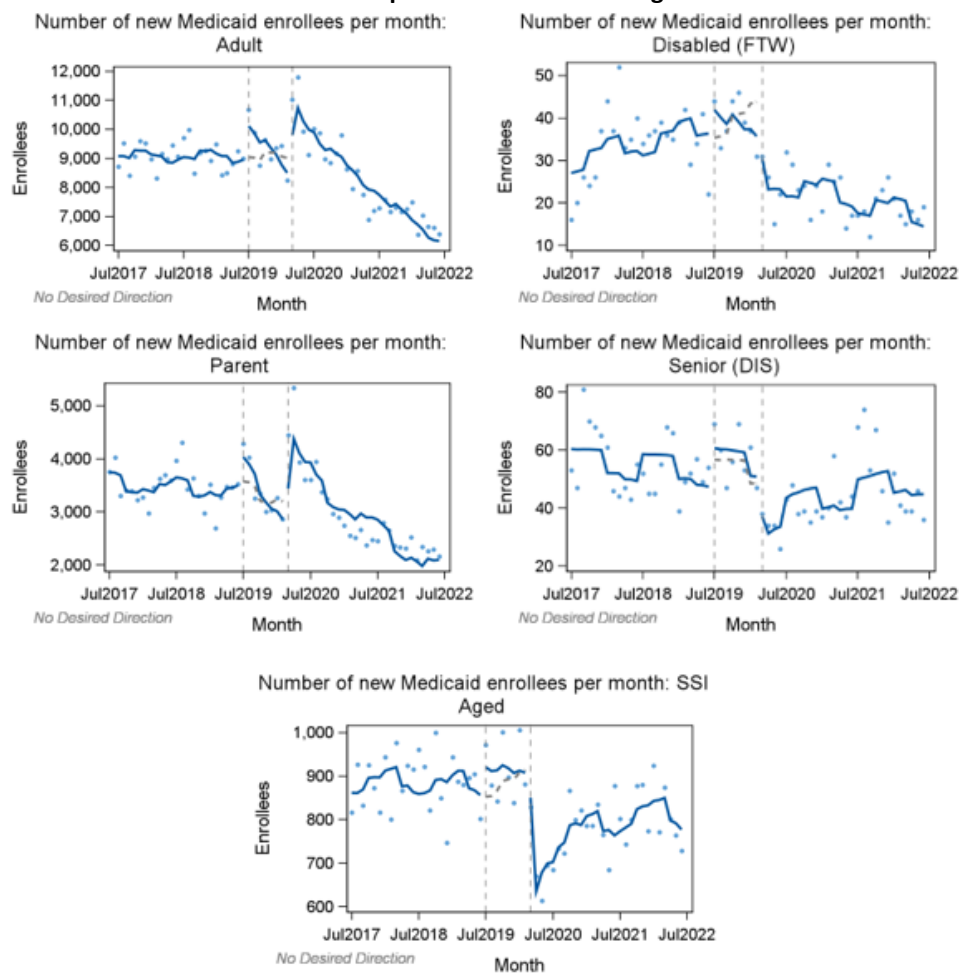 Number of new Medicaid enrollees per month:
Adult
12,000
11,000
10,000
9,000
8,000
7,000
6,000
Enrollees
Jul2017 Jul2018 Jul2019 Jul2020 Jul2021 Jul2022
No Desired Direction
Month
Number of new Medicaid enrollees per month:
Disabled (FTW)
50
40
30
20
10
Enrollees
Jul2017 Jul2018 Jul2019 Jul2020 Jul2021 Jul2022
No Desired Direction
Month
Number of new Medicaid enrollees per month:
Parent
5,000
4,000
3,000
2,000
Enrollees
Jul2017 Jul2018 Jul2019 Jul2020 Jul2021 Jul2022
No Desired Direction
Month
Number of new Medicaid enrollees per month:
Senior (DIS)
80
60
40
20
Enrollees
Jul2017 Jul2018 Jul2019 Jul2020 Jul2021 Jul2022
No Desired Direction
Month
Number of new Medicaid enrollees per month: SSI
Aged
1,000
900
800
700
600
Enrollees
Jul2017 Jul2018 Jul2019 Jul2020 Jul2021 Jul2022
No Desired Direction
Month